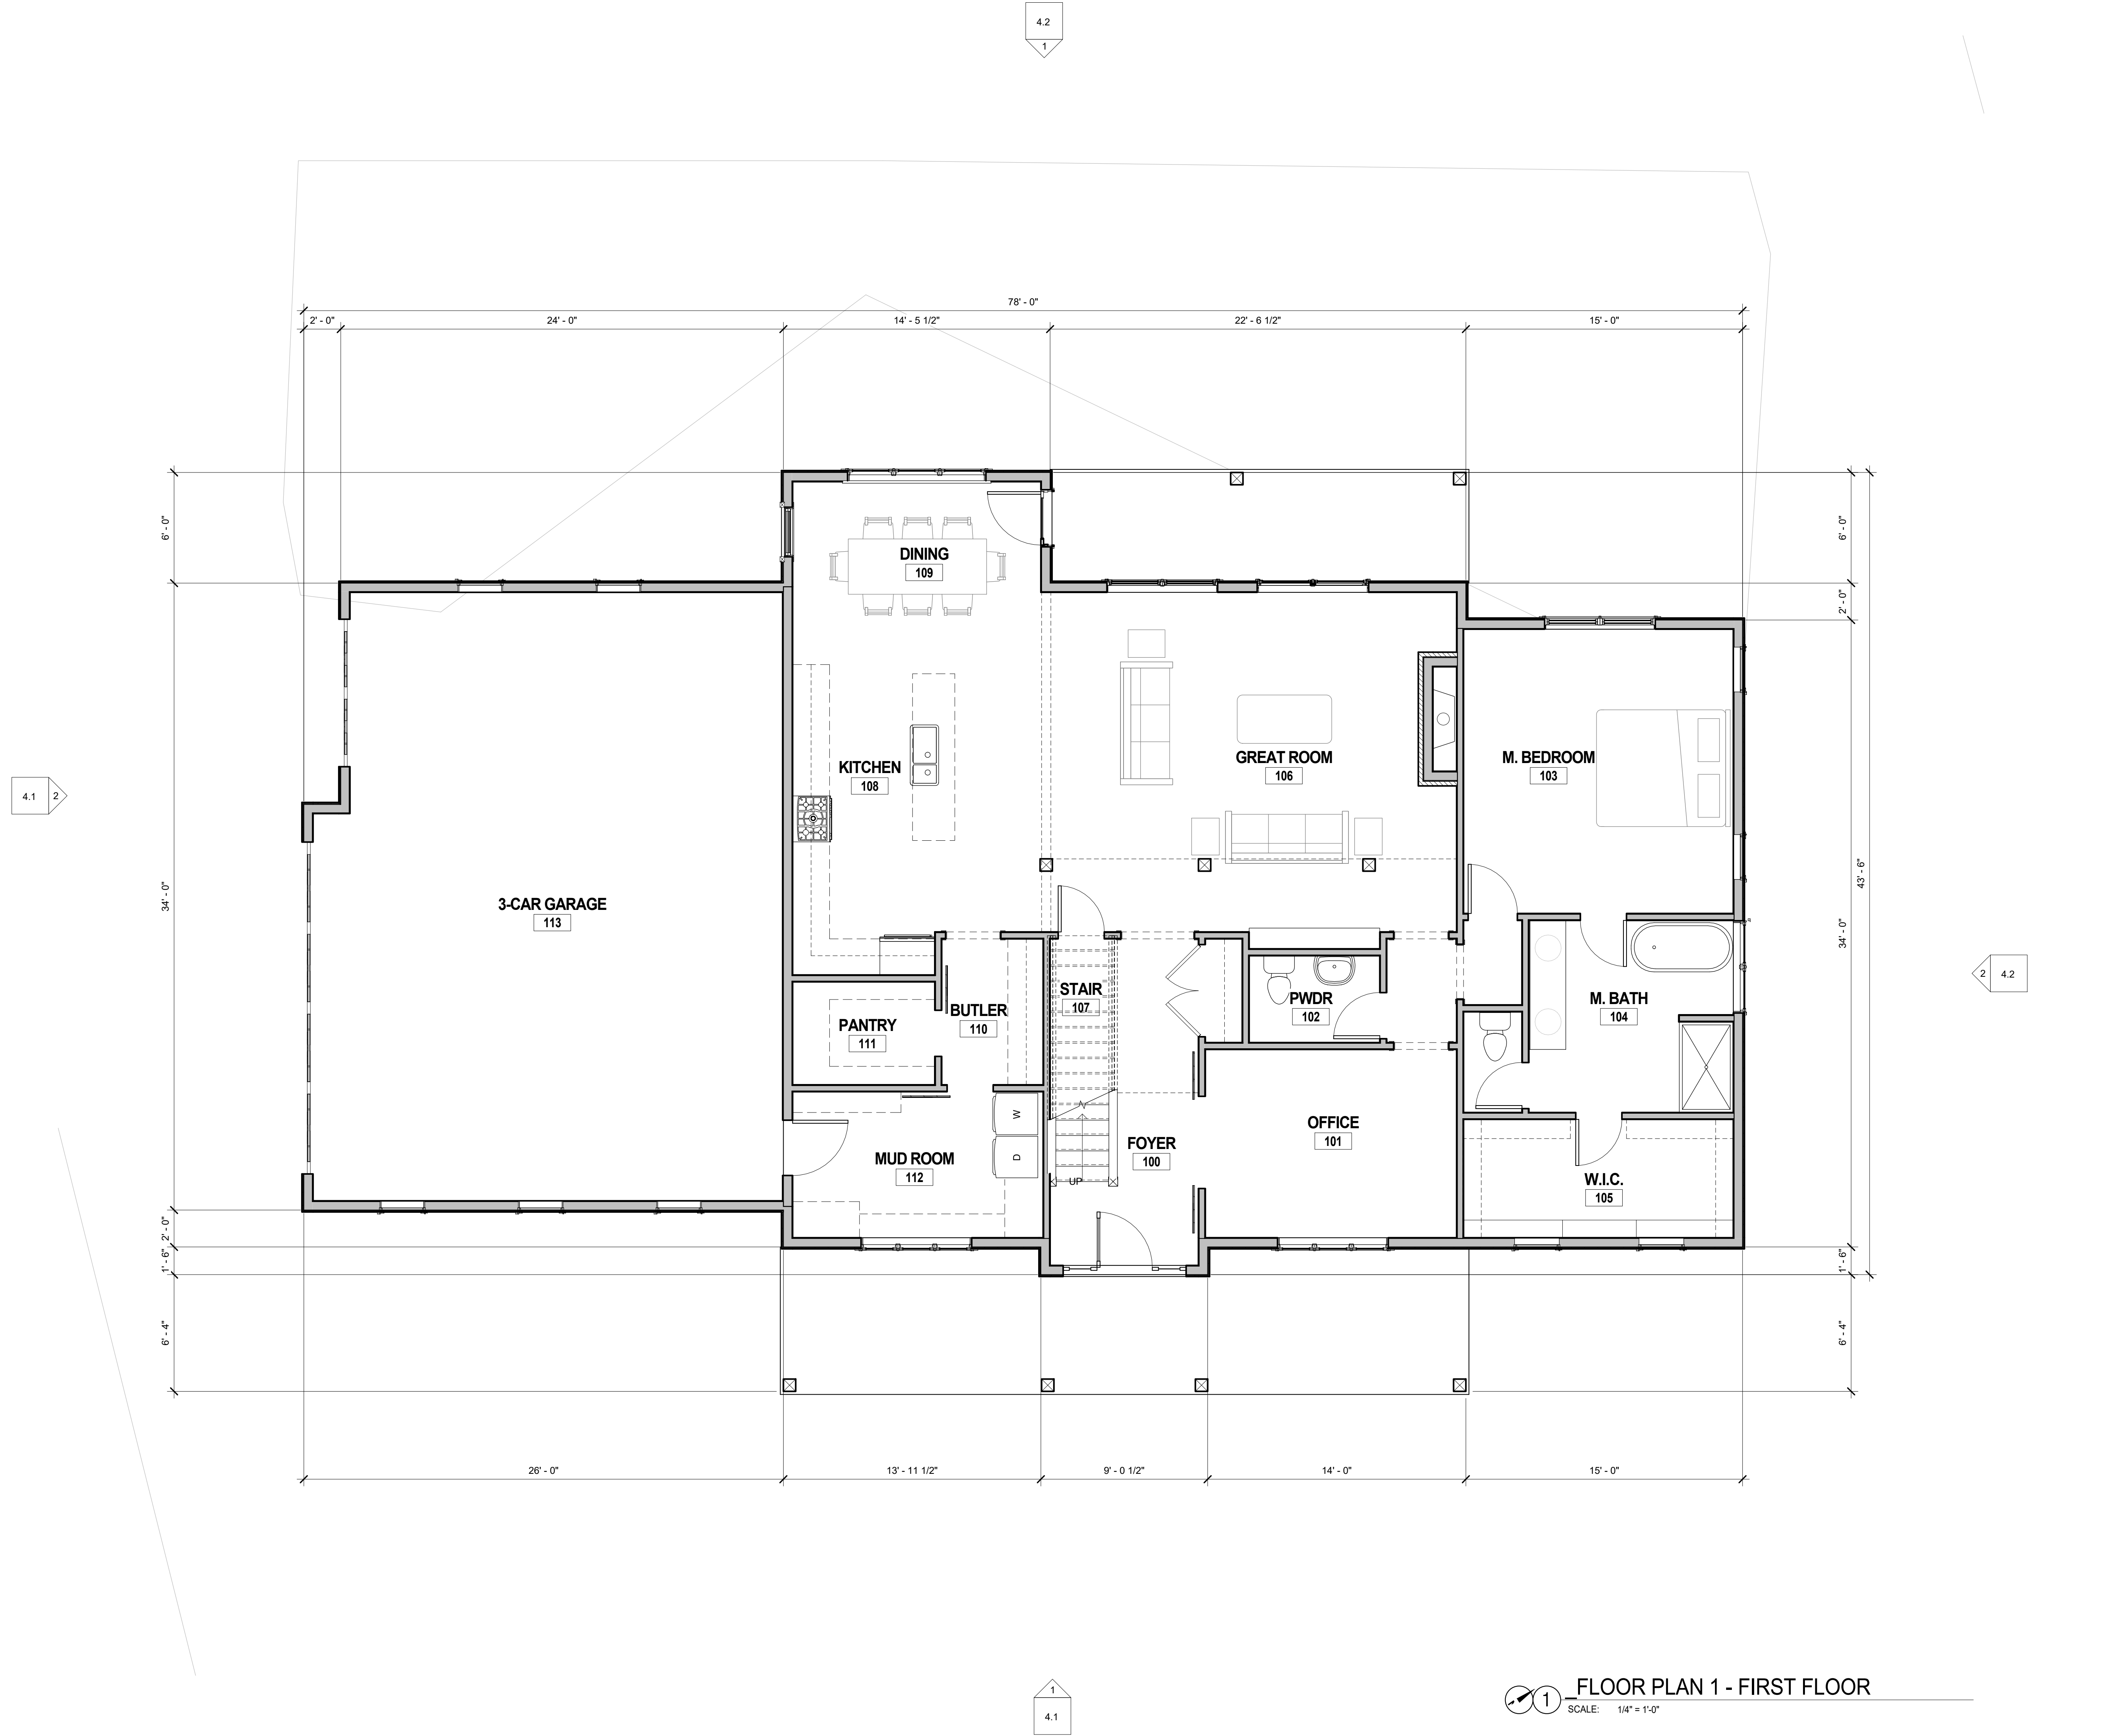 4.2
1
78' - 0"
2' - 0"
24' - 0"
14' - 5 1/2"
22' - 6 1/2"
15' - 0"
6' - 0"
6' - 0"
2' - 0"
DINING
109
KITCHEN
108
GREAT ROOM
106
M. BEDROOM
103
4.1
2
3-CAR GARAGE
113
34' - 0"
43' - 6"
34' - 0"
2
4.2
STAIR
107
PWDR
102
M. BATH
104
BUTLER
110
PANTRY
111
W
D
OFFICE
101
FOYER
100
MUD ROOM
112
UP
W.I.C.
105
2' - 0"
1' - 6"
1' - 6"
6' - 4"
6' - 4"
26' - 0"
13' - 11 1/2"
9' - 0 1/2"
14' - 0"
15' - 0"
1
4.1
1
_FLOOR PLAN 1 - FIRST FLOOR
SCALE: 1/4" = 1'-0"